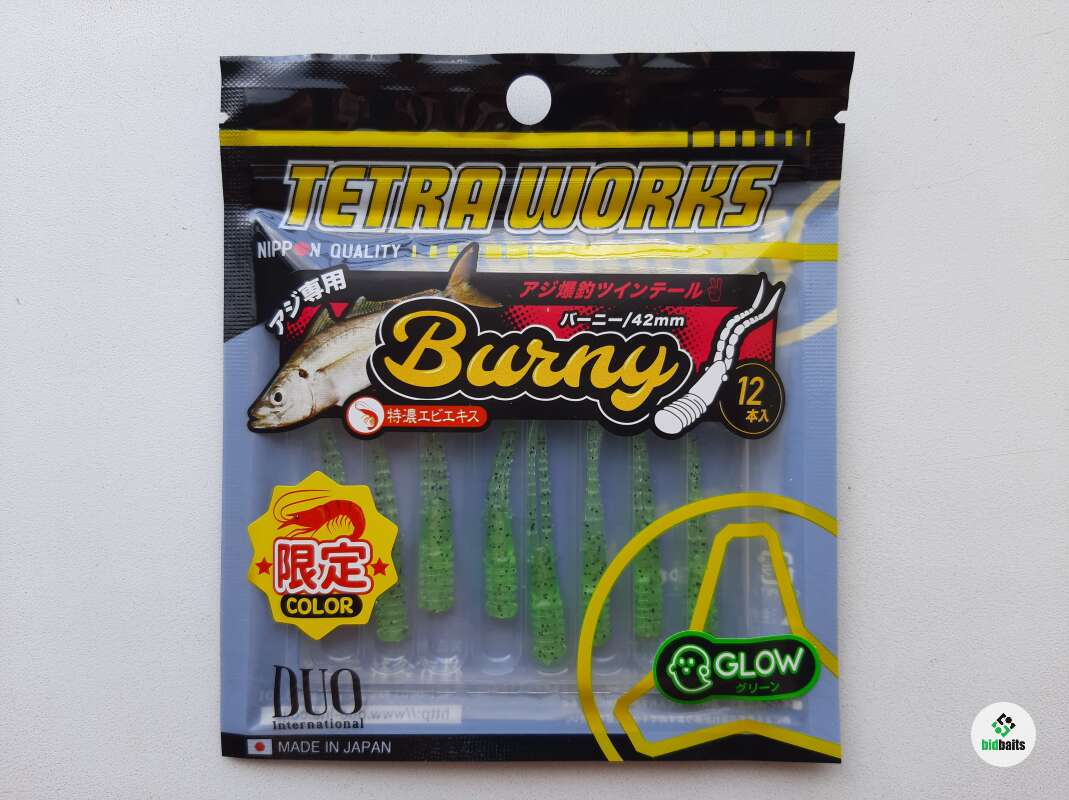 TETRA WORKS
NIPPON QUALITY
アジ専用
アジ爆釣ツインテール
バーニー/42mm
Burny
12
本入
特濃エビエキス
限定
COLOR
GLOW
グリーン
DUO
International
MADE IN JAPAN
bidbaits